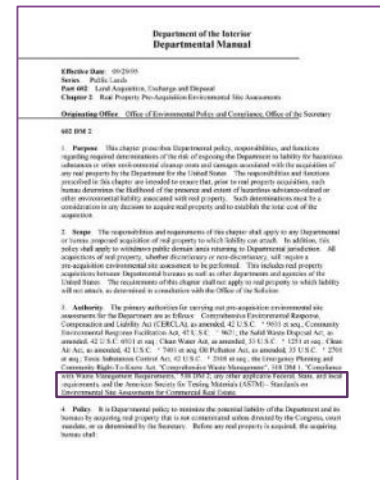 Department of the Interior
Departmental Manual
Effective Date: 09/29/95
Series: Public Lands
Part 602: Land Acquisition, Exchange and Disposal
Chapter 2: Real Property Pre-Acquisition Environmental Site Assessments
Originating Office: Office of Environmental Policy and Compliance, Office of the Secretary
602 DM 2
1. Purpose. This chapter prescribes Departmental policy, responsibilities, and functions
regarding required determinations of the risk of exposing the Department to liability for hazardous
substances or other environmental cleanup costs and damages associated with the acquisition of
any real property by the Department for the United States. The responsibilities and functions
prescribed in this chapter are intended to ensure that, prior to real property acquisition, each
bureau determines the likelihood of the presence and extent of hazardous substance-related or
other environmental liability associated with real property. Such determinations must be a
consideration in any decision to acquire real property and to establish the total cost of the
acquisition.
2. Scope. The responsibilities and requirements of this chapter shall apply to any Departmental
or bureau proposed acquisition of real property to which liability can attach. In addition, this
policy shall apply to withdrawn public domain lands returning to Departmental jurisdiction. All
acquisitions of real property, whether discretionary or non-discretionary, will require a
pre-acquisition environmental site assessment to be performed. This includes real property
acquisitions between Departmental bureaus as well as other departments and agencies of the
United States. The requirements of this chapter shall not apply to real property to which liability
will not attach, as determined in consultation with the Office of the Solicitor.
3. Authority. The primary authorities for carrying out pre-acquisition environmental site
assessments for the Department are as follows: Comprehensive Environmental Response,
Compensation and Liability Act (CERCLA), as amended, 42 U.S.C. 9601 et seq.; Community
Environmental Response Facilitation Act, 42 U.S.C. 9620; the Solid Waste Disposal Act, as
amended, 42 U.S.C. 6901 et seq.; Clean Water Act, as amended, 33 U.S.C. 1251 et seq.; Clean
Air Act, as amended, 42 U.S.C. 7401 et seq; Oil Pollution Act, as amended, 33 U.S.C. 2701
et seq.; Toxic Substances Control Act, 42 U.S.C. et seq.; the Emergency Planning and
Community Right-To-Know Act, "Comprehensive Waste Management", 518 DM 1, "Compliance
with Waste Management Requirements," 518 DM 2; any other applicable Federal, State, and local
requirements, and the American Society for Testing Materials (ASTM) - Standards on
Environmental Site Assessments for Commercial Real Estate.
4. Policy. It is Departmental policy to minimize the potential liability of the Department and its
bureaus by acquiring real property that is not contaminated unless directed by the Congress, court
mandate, or as determined by the Secretary. Before any real property is acquired, the acquiring
bureau shall: